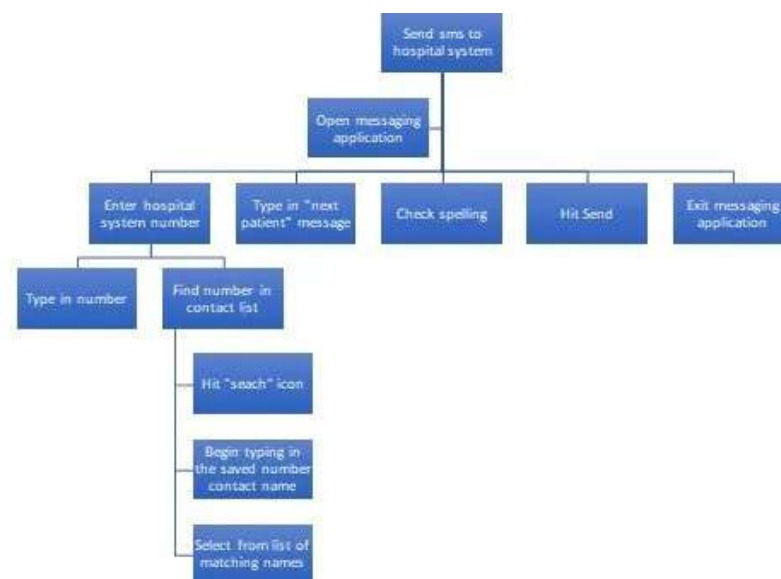 Send sms to
hospital system
Open messaging
application
Enter hospital
system number
Type in "next
patient" message
Check spelling
Hit Send
Exit messaging
application
Type in number
Find number in
contact list
Hit "seach" icon
Begin typing in
the saved number
contact name
Select from list of
matching names